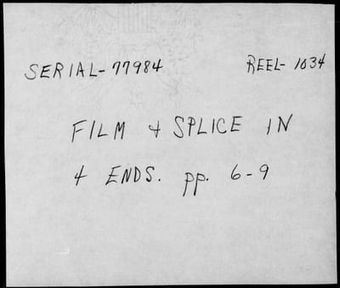 SERIAL-77984 REEL-1034
FILM & SPLICE IN
4 ENDS. pp. 6-9